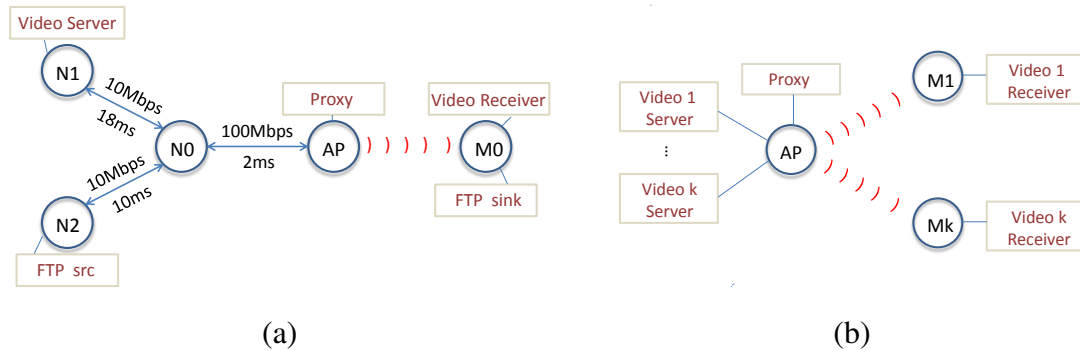 Video Server
N1
10Mbps
18ms
N0
10Mbps
10ms
N2
FTP src
100Mbps
2ms
Proxy
AP
Video Receiver
M0
FTP sink
(a)
Video 1
Server
...
Video k
Server
Proxy
AP
M1
Video 1
Receiver
Mk
Video k
Receiver
(b)